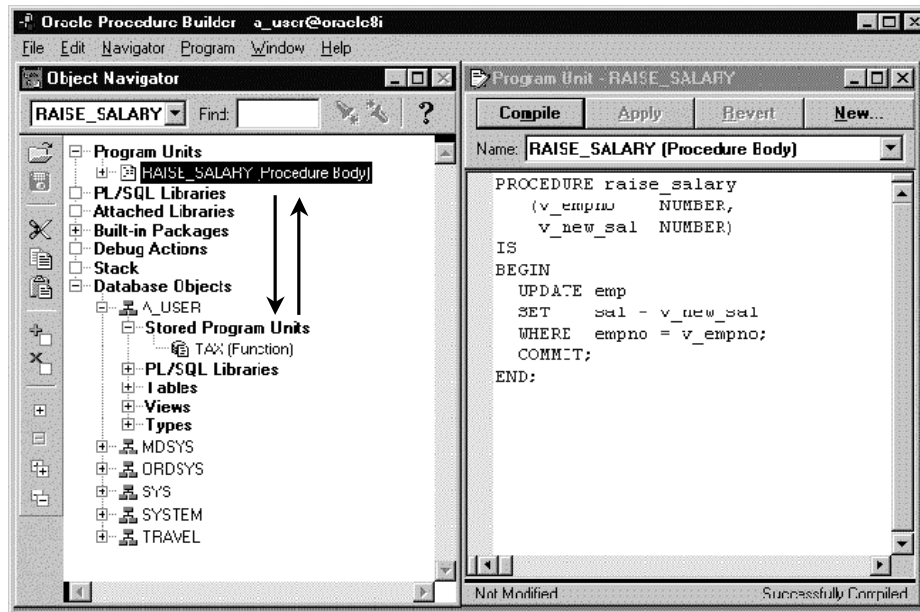 Oracle Procedure Builder a_user@oracle8i
File Edit Navigator Program Window Help
Object Navigator
RAISE_SALARY Find: ?
Program Units
RAISE_SALARY (Procedure Body)
PL/SQL Libraries
Attached Libraries
Built-in Packages
Debug Actions
Stack
Database Objects
A_USER
Stored Program Units
TAX (Function)
PL/SQL Libraries
Tables
Views
Types
MDSYS
ORDSYS
SYS
SYSTEM
TRAVEL
Program Unit - RAISE_SALARY
Compile Apply Revert New...
Name: RAISE_SALARY (Procedure Body)
PROCEDURE raise_salary
(v_empno NUMBER,
v_new_sal NUMBER)
IS
BEGIN
UPDATE emp
SET sal = v_new_sal
WHERE empno = v_empno;
COMMIT;
END;
Not Modified Successfully Compiled